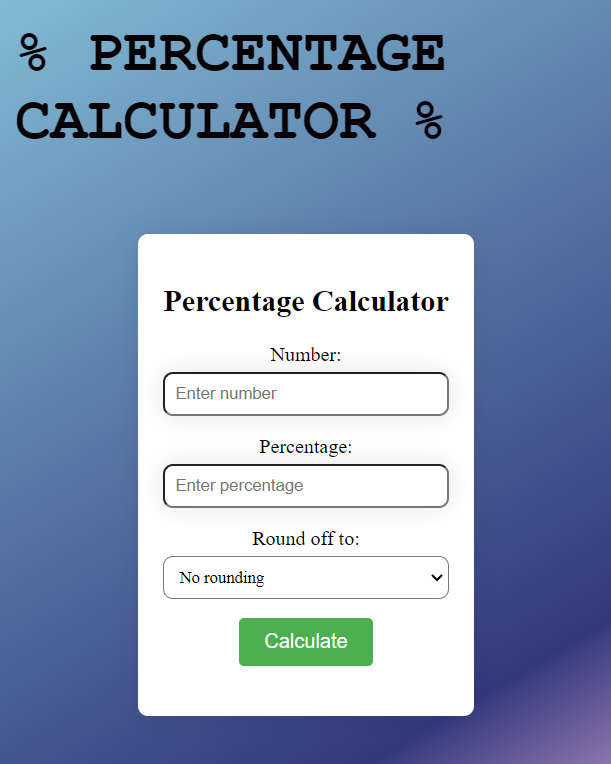 % PERCENTAGE
CALCULATOR %
Percentage Calculator
Number:
Enter number
Percentage:
Enter percentage
Round off to:
No rounding
Calculate